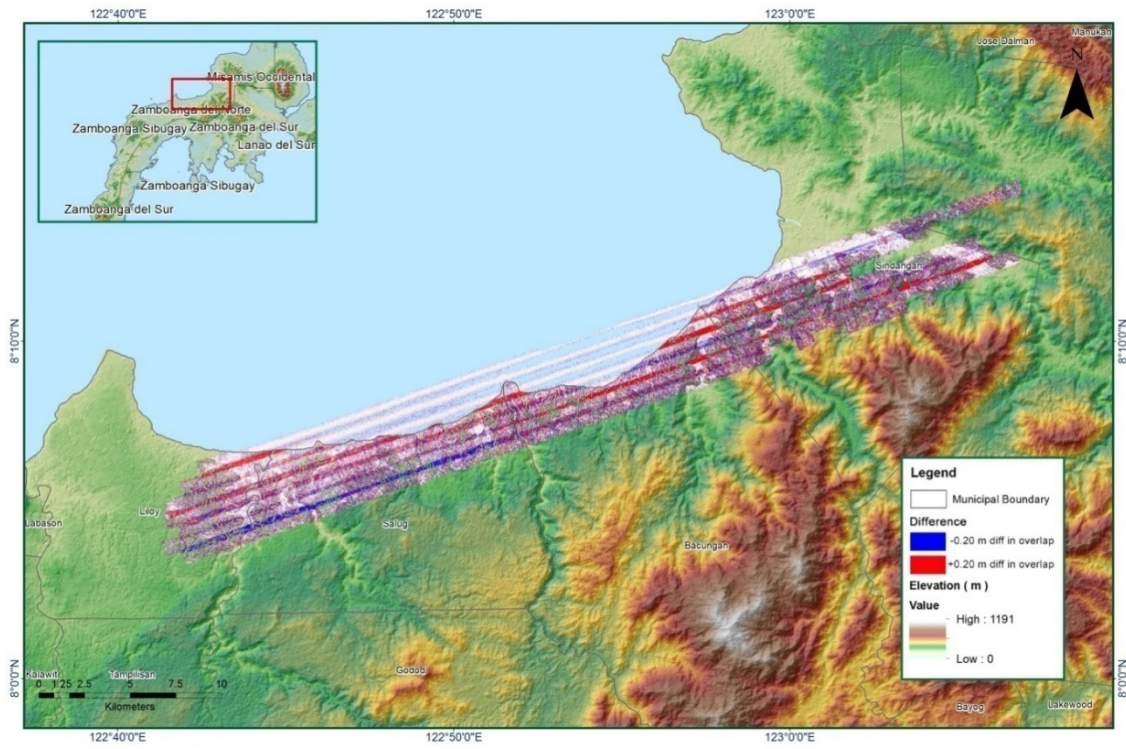 122°40'0"E
122°50'0"E
123°0'0"E
Manukan
Jose Dalman
N
Misamis Occidental
Zamboanga del Norte
Zamboanga Sibugay
Zamboanga del Sur
Lanao del Sur
Zamboanga Sibugay
Zamboanga del Sur
Sindangan
8°10'0"N
8°10'0"N
Labason
Liloy
Salug
Bacungan
Legend
Municipal Boundary
Difference
-0.20 m diff in overlap
+0.20 m diff in overlap
Elevation ( m )
Value
High : 1191
Low : 0
Kalawit
Tampilisan
Godod
Bayog
Lakewood
8°0'0"N
8°0'0"N
0 1.25 2.5 5 7.5 10
Kilometers
122°40'0"E
122°50'0"E
123°0'0"E